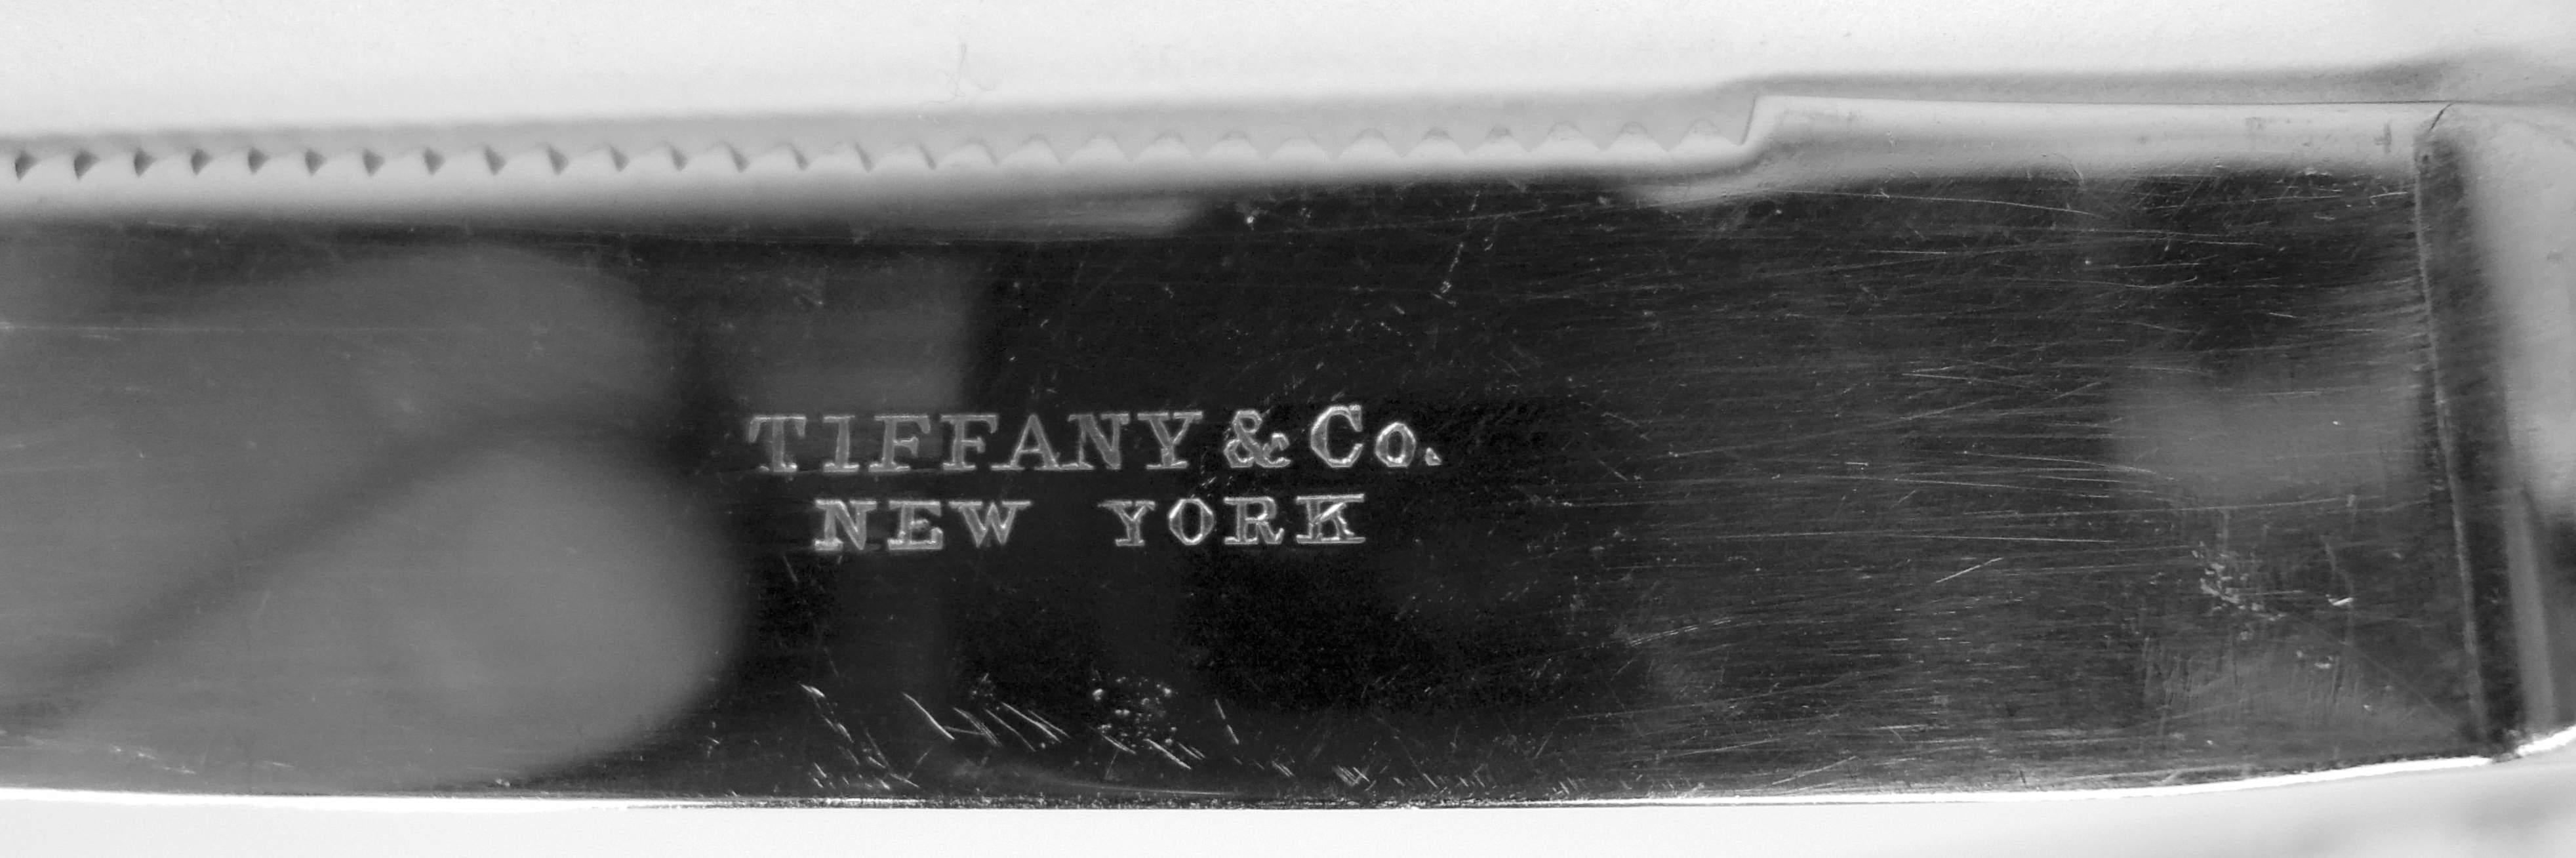 TIFFANY & Co.
NEW YORK